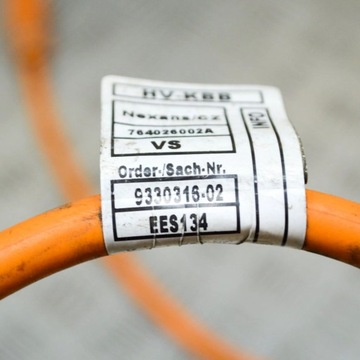 HV-KBB
Nexans/CZ
764026002A
VS
Order-/Sach-Nr.
9330316-02
EES134